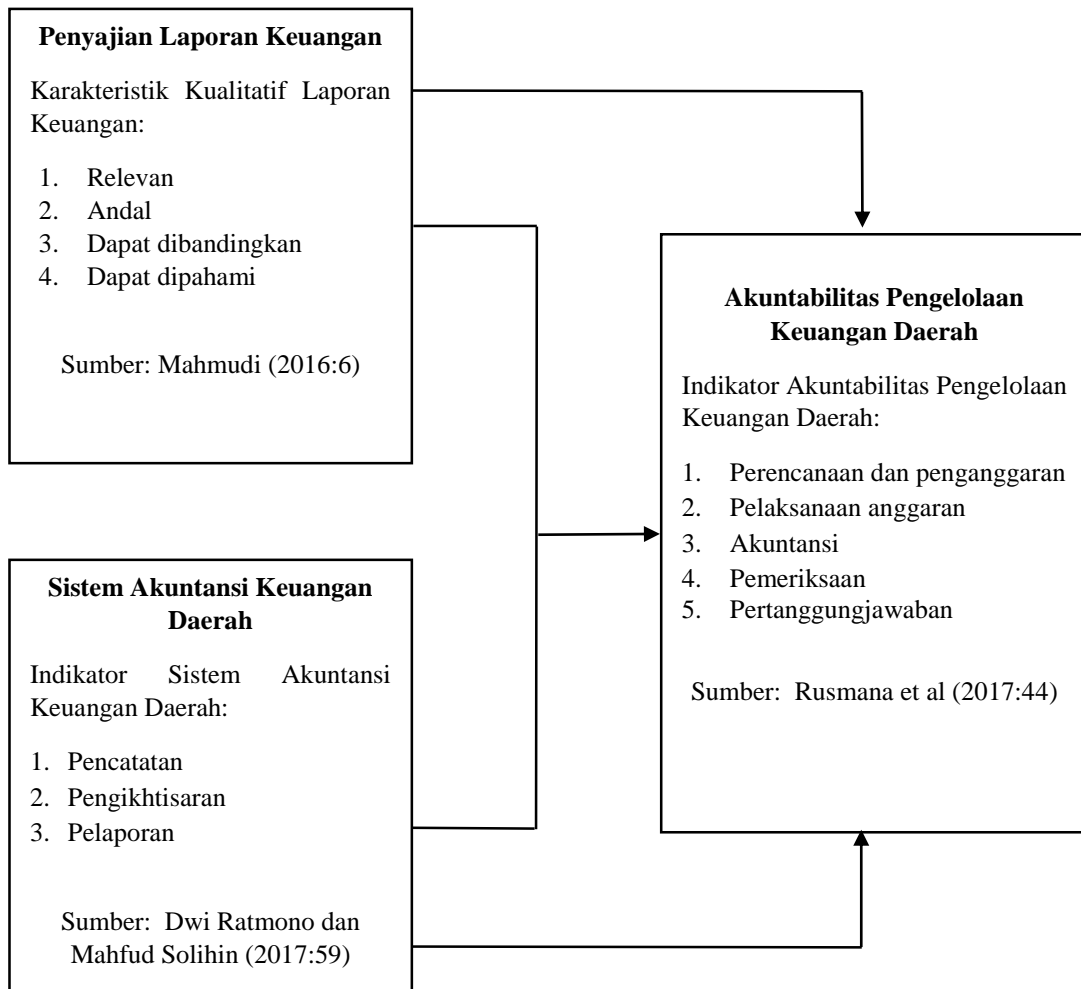 Penyajian Laporan Keuangan
Karakteristik Kualitatif Laporan
Keuangan:
1. Relevan
2. Andal
3. Dapat dibandingkan
4. Dapat dipahami
Sumber: Mahmudi (2016:6)
Sistem Akuntansi Keuangan
Daerah
Indikator Sistem Akuntansi
Keuangan Daerah:
1. Pencatatan
2. Pengikhtisaran
3. Pelaporan
Sumber: Dwi Ratmono dan
Mahfud Solihin (2017:59)
Akuntabilitas Pengelolaan
Keuangan Daerah
Indikator Akuntabilitas Pengelolaan
Keuangan Daerah:
1. Perencanaan dan penganggaran
2. Pelaksanaan anggaran
3. Akuntansi
4. Pemeriksaan
5. Pertanggungjawaban
Sumber: Rusmana et al (2017:44)